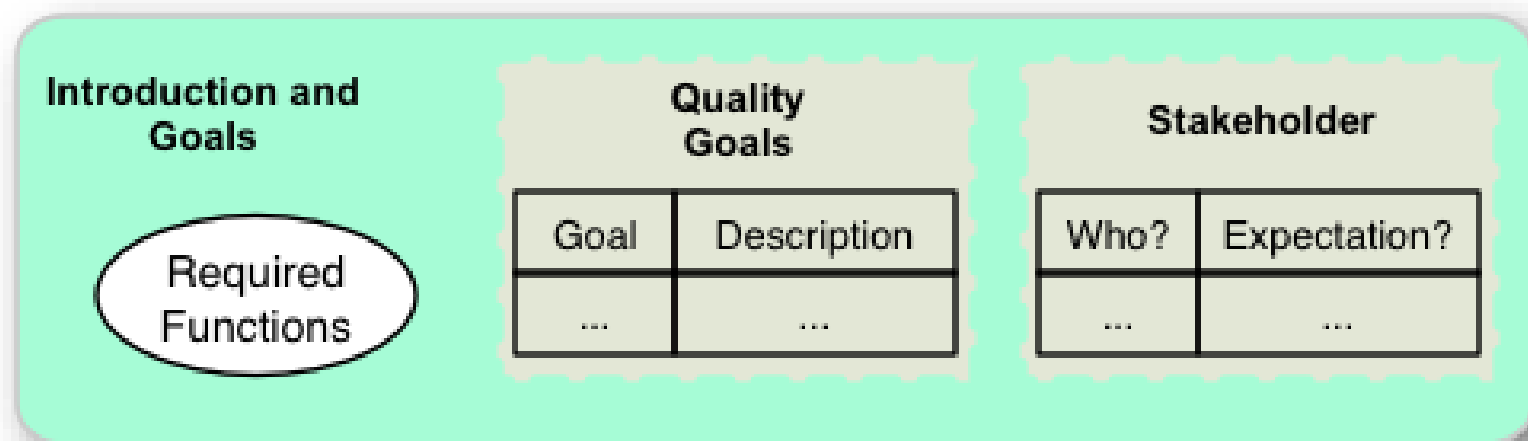 Introduction and
Goals
Required
Functions
Quality
Goals
Goal Description
... ...
Stakeholder
Who? Expectation?
... ...